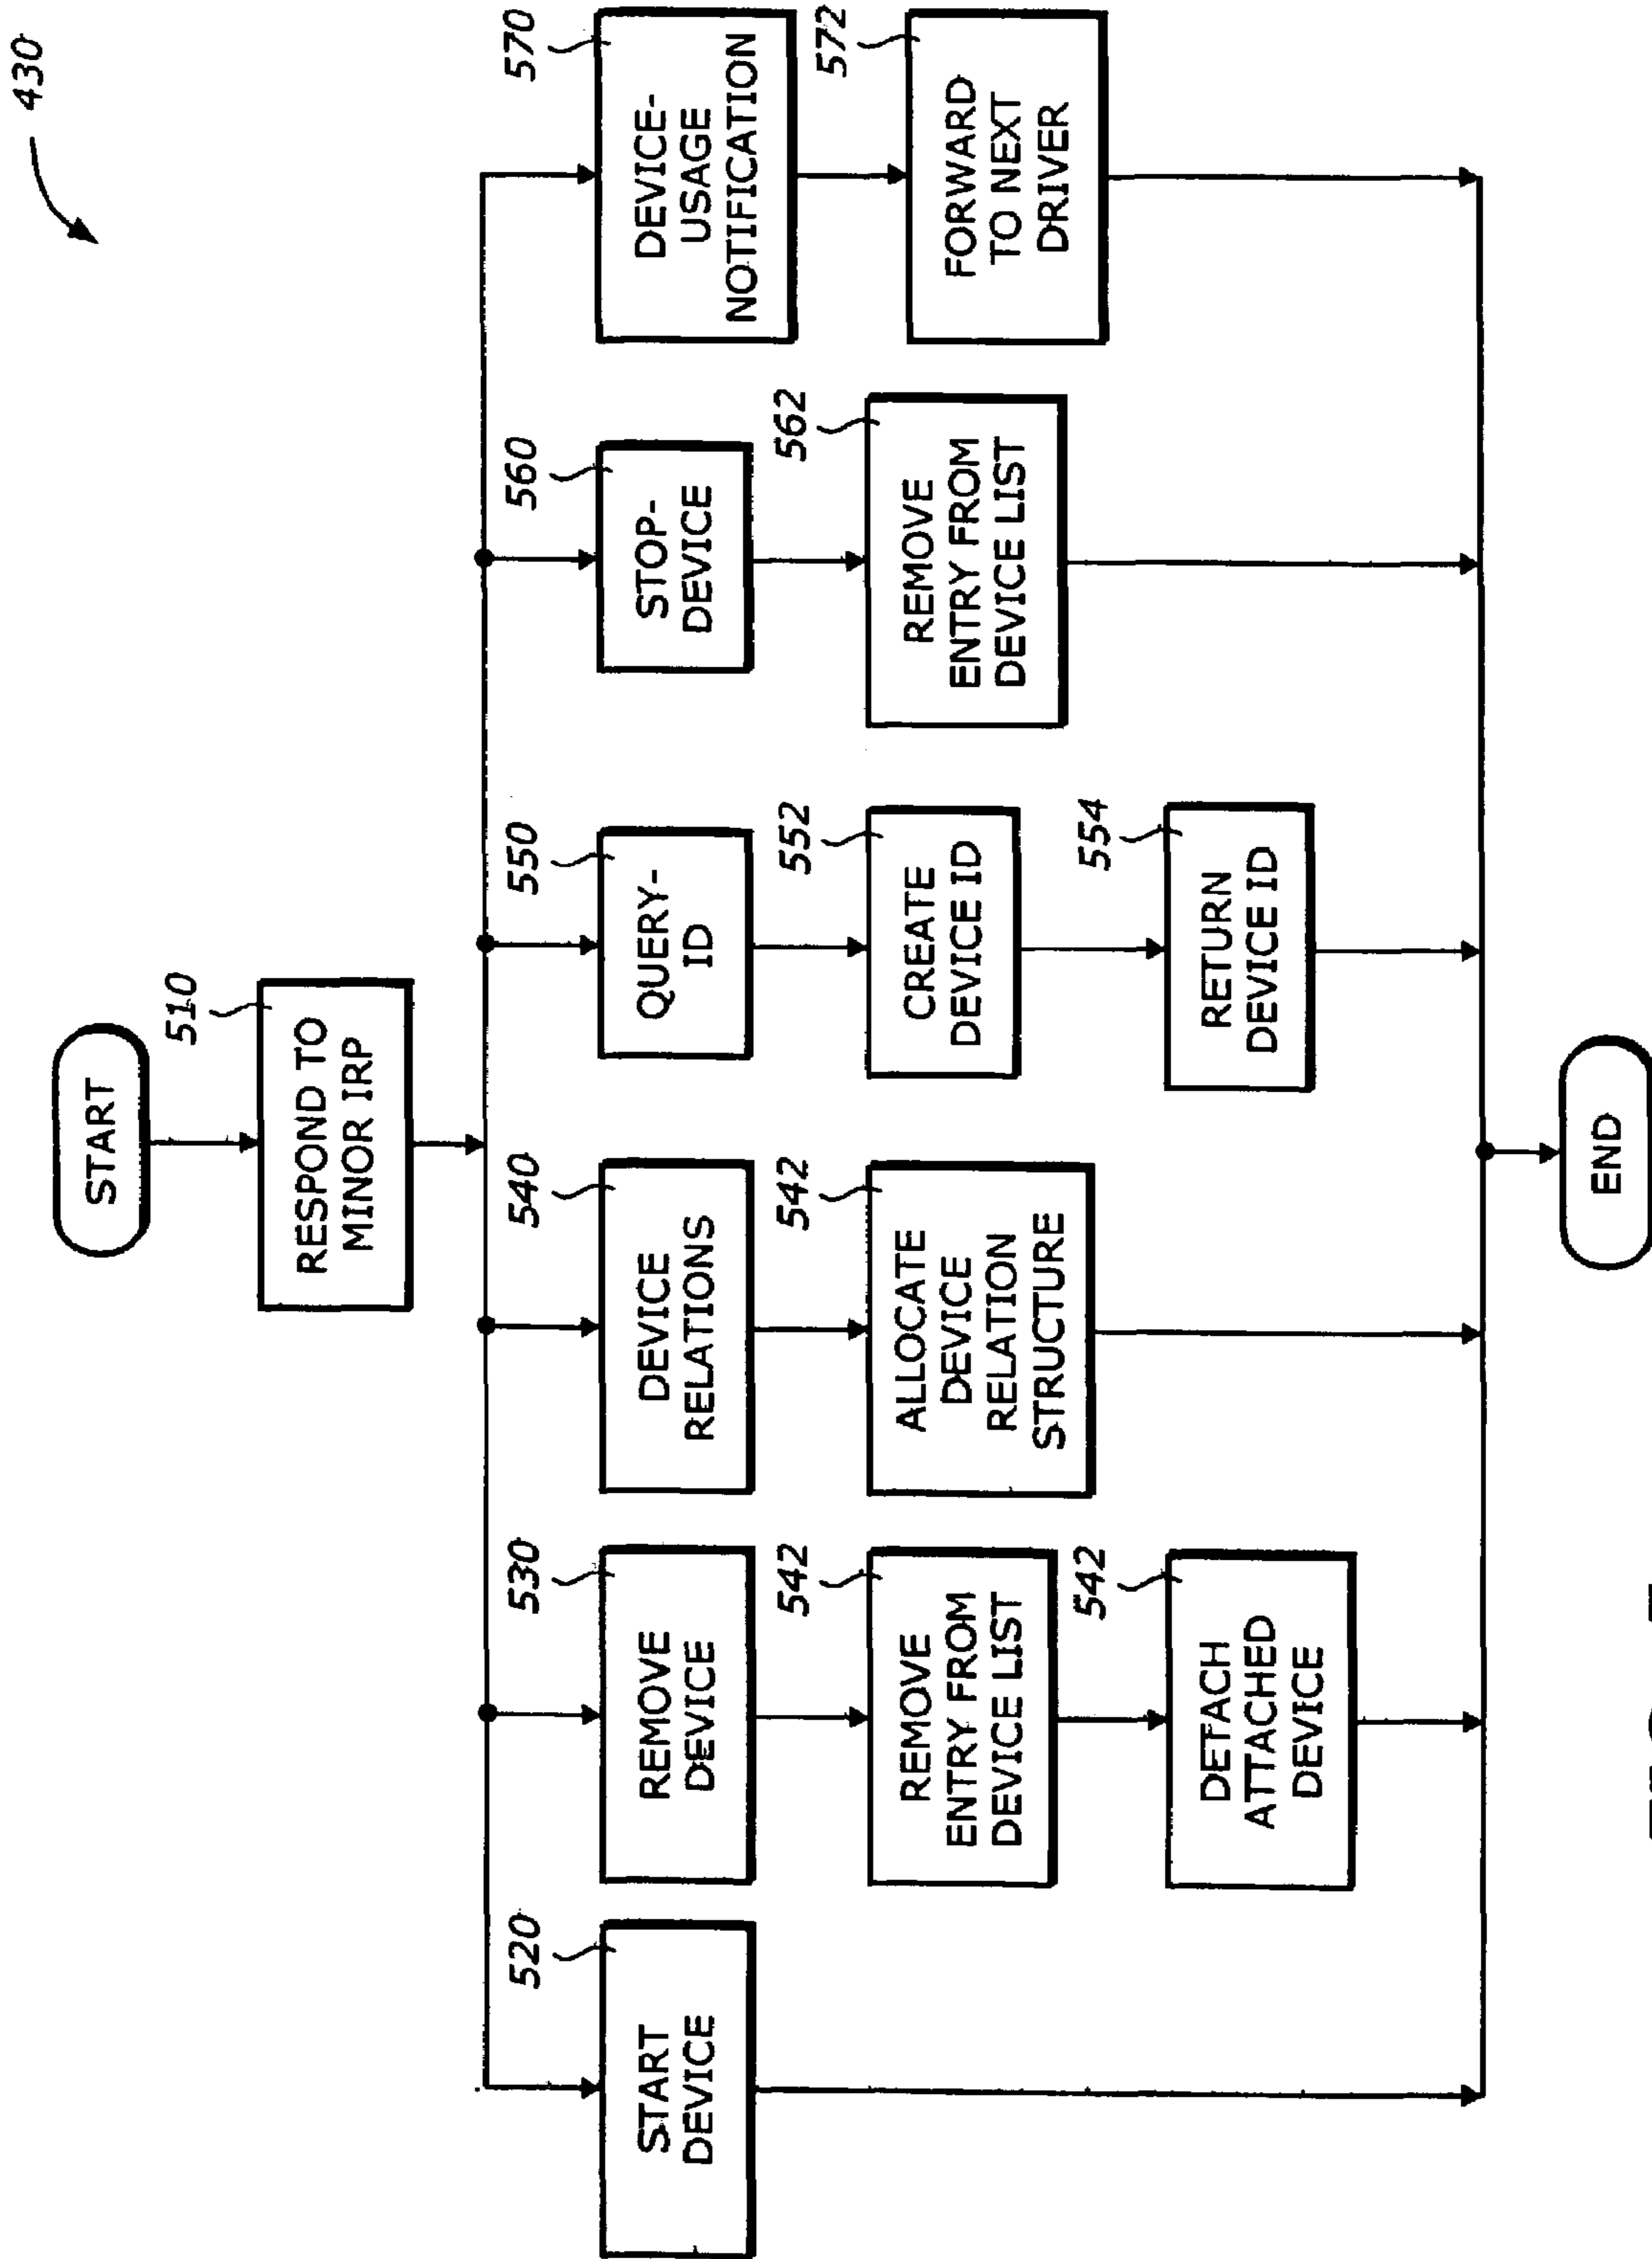 430
START
510
RESPOND TO
MINOR IRP
520
START
DEVICE
530
REMOVE
DEVICE
542
REMOVE
ENTRY FROM
DEVICE LIST
542
DETACH
ATTACHED
DEVICE
540
DEVICE
RELATIONS
542
ALLOCATE
DEVICE
RELATION
STRUCTURE
550
QUERY-
ID
552
CREATE
DEVICE ID
554
RETURN
DEVICE ID
560
STOP-
DEVICE
562
REMOVE
ENTRY FROM
DEVICE LIST
570
DEVICE-
USAGE
NOTIFICATION
572
FORWARD
TO NEXT
DRIVER
END